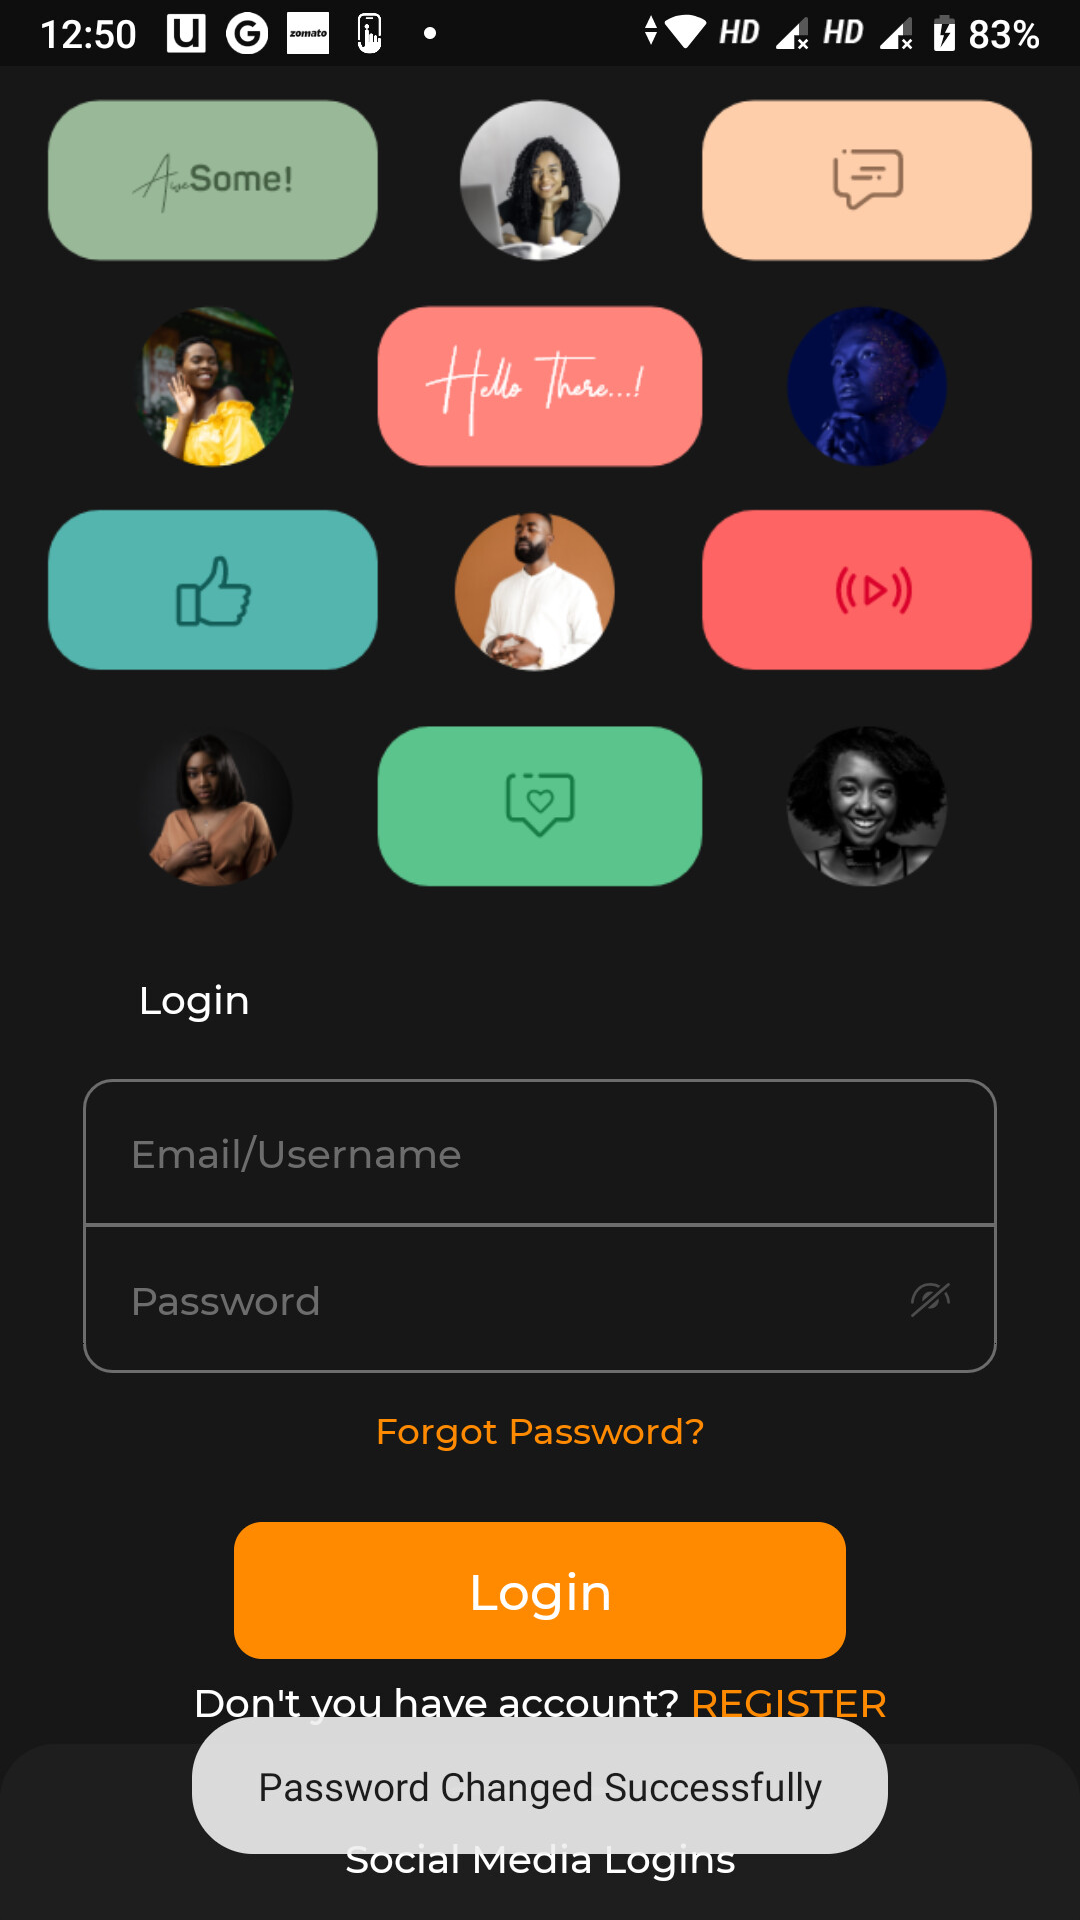 12:50 U G zomato HD HD 83%
AweSome!
Hello There...!
Login
Email/Username
Password
Forgot Password?
Login
Don't you have account? REGISTER
Password Changed Successfully
Social Media Logins